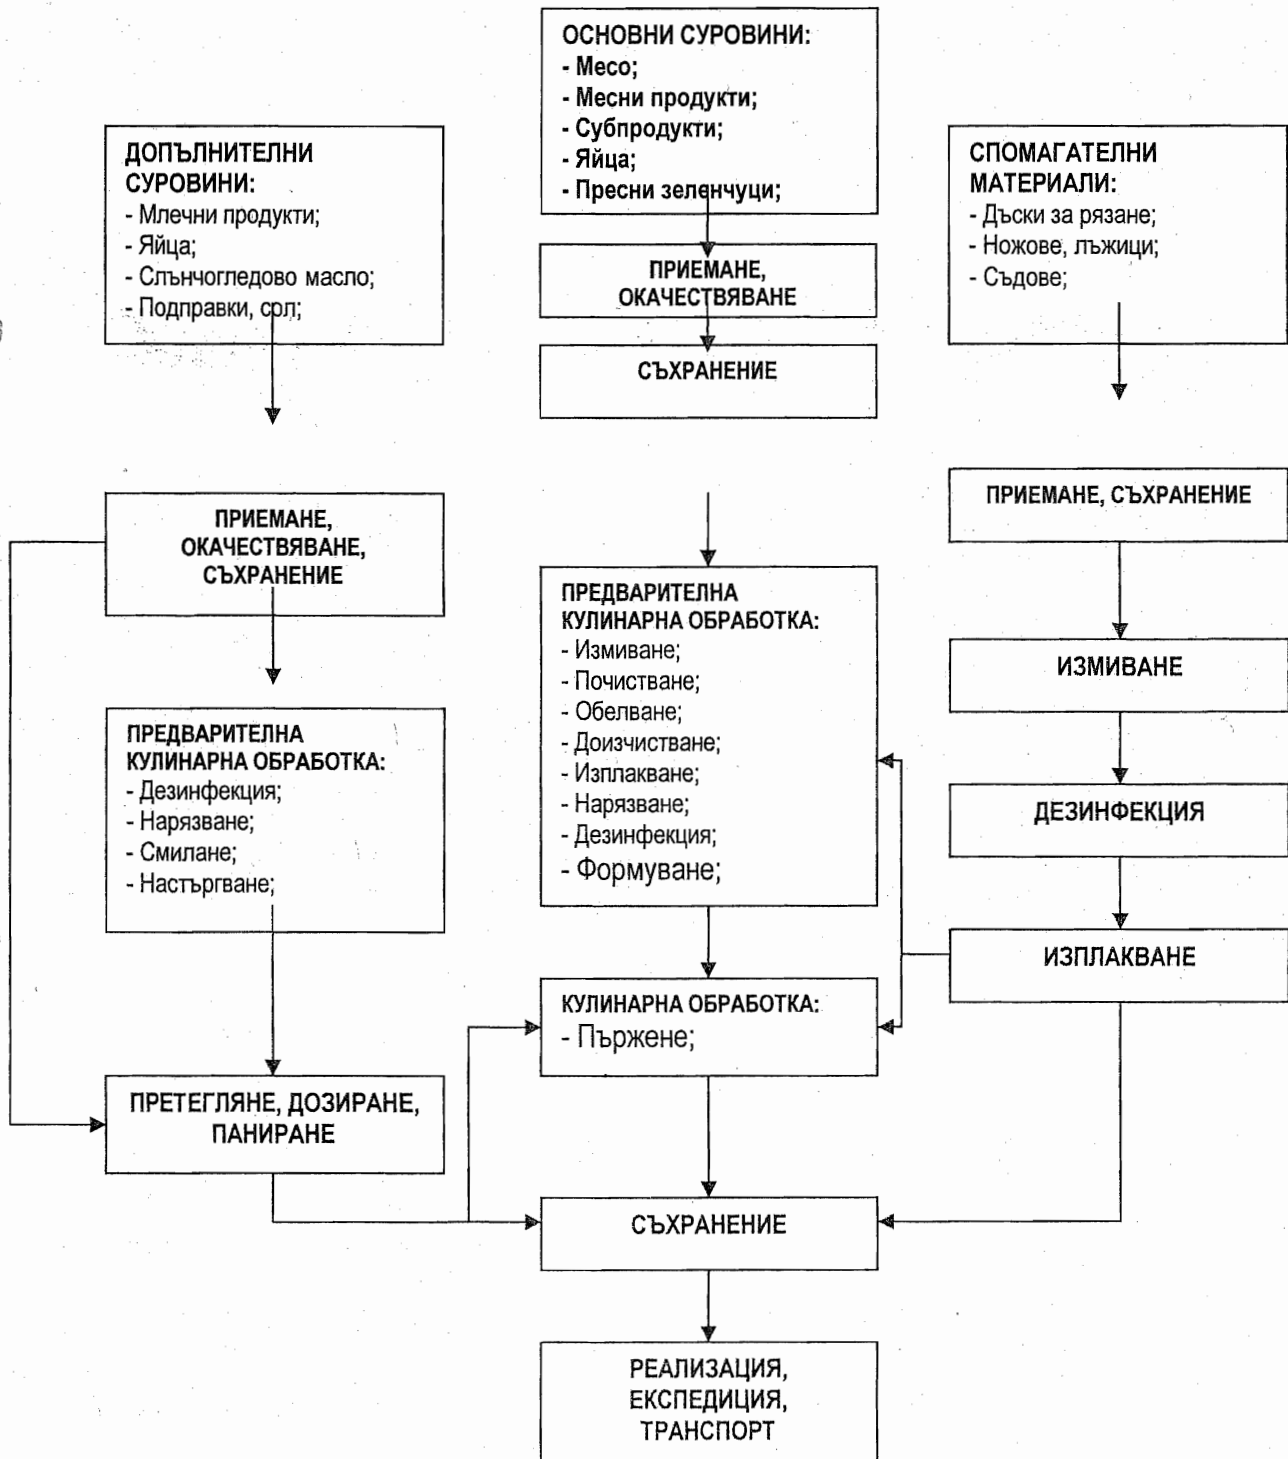 ОСНОВНИ СУРОВИНИ:
- Месо;
- Месни продукти;
- Субпродукти;
- Яйца;
- Пресни зеленчуци;
ДОПЪЛНИТЕЛНИ
СУРОВИНИ:
- Млечни продукти;
- Яйца;
- Слънчогледово масло;
- Подправки, сол;
СПОМАГАТЕЛНИ
МАТЕРИАЛИ:
- Дъски за рязане;
- Ножове, лъжици;
- Съдове;
ПРИЕМАНЕ,
ОКАЧЕСТВЯВАНЕ
СЪХРАНЕНИЕ
ПРИЕМАНЕ,
ОКАЧЕСТВЯВАНЕ,
СЪХРАНЕНИЕ
ПРИЕМАНЕ, СЪХРАНЕНИЕ
ПРЕДВАРИТЕЛНА
КУЛИНАРНА ОБРАБОТКА:
- Измиване;
- Почистване;
- Обелване;
- Доизчистване;
- Изплакване;
- Нарязване;
- Дезинфекция;
- Формуване;
ИЗМИВАНЕ
ПРЕДВАРИТЕЛНА
КУЛИНАРНА ОБРАБОТКА:
- Дезинфекция;
- Нарязване;
- Смилане;
- Настъргване;
ДЕЗИНФЕКЦИЯ
ИЗПЛАКВАНЕ
КУЛИНАРНА ОБРАБОТКА:
- Пържене;
ПРЕТЕГЛЯНЕ, ДОЗИРАНЕ,
ПАНИРАНЕ
СЪХРАНЕНИЕ
РЕАЛИЗАЦИЯ,
ЕКСПЕДИЦИЯ,
ТРАНСПОРТ